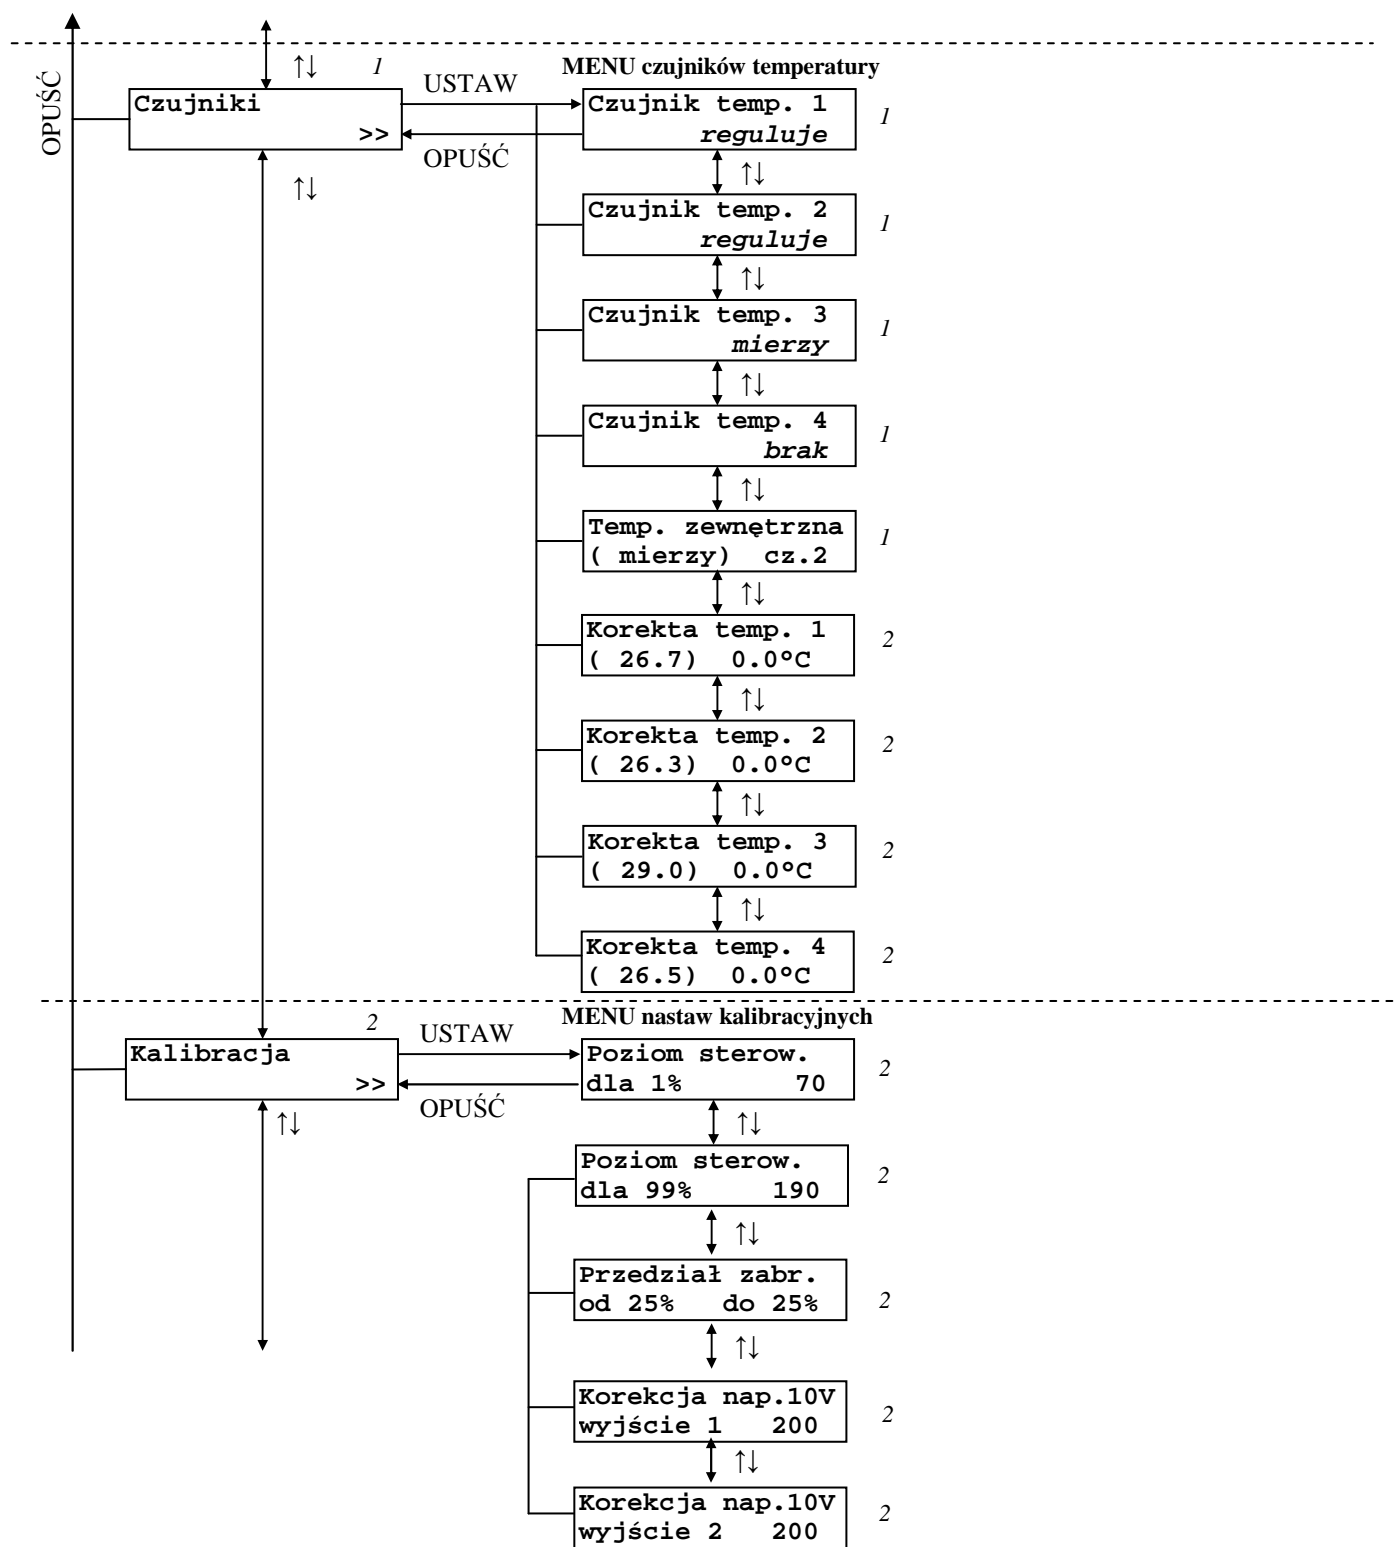 OPUŚĆ
↑↓
1
USTAW
MENU czujników temperatury
Czujniki
>>
OPUŚĆ
↑↓
Czujnik temp. 1
reguluje
1
↑↓
Czujnik temp. 2
reguluje
1
↑↓
Czujnik temp. 3
mierzy
1
↑↓
Czujnik temp. 4
brak
1
↑↓
Temp. zewnętrzna
( mierzy) cz.2
1
↑↓
Korekta temp. 1
( 26.7) 0.0°C
2
↑↓
Korekta temp. 2
( 26.3) 0.0°C
2
↑↓
Korekta temp. 3
( 29.0) 0.0°C
2
↑↓
Korekta temp. 4
( 26.5) 0.0°C
2
2
USTAW
MENU nastaw kalibracyjnych
Kalibracja
>>
OPUŚĆ
↑↓
Poziom sterow.
dla 1% 70
2
↑↓
Poziom sterow.
dla 99% 190
2
↑↓
Przedział zabr.
od 25% do 25%
2
↑↓
Korekcja nap.10V
wyjście 1 200
2
↑↓
Korekcja nap.10V
wyjście 2 200
2